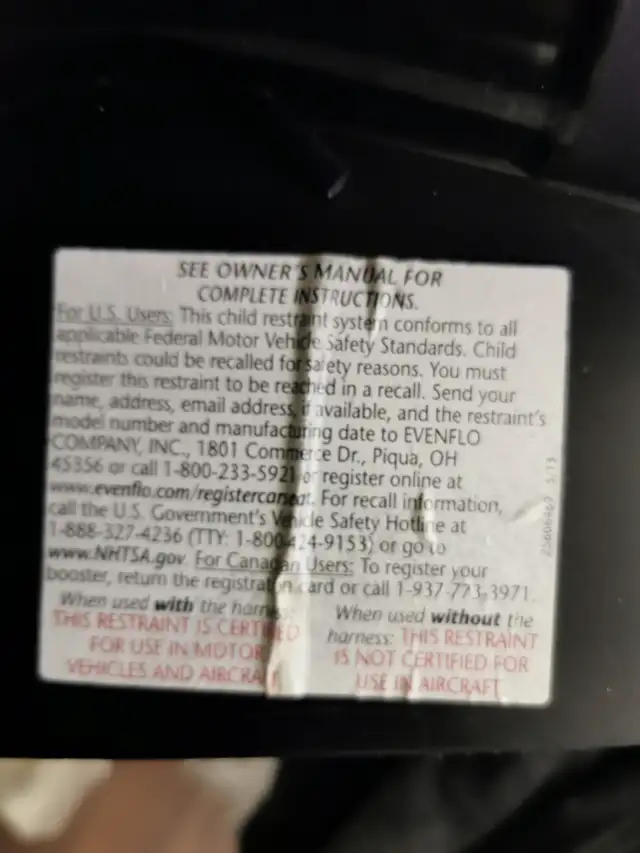 SEE OWNER'S MANUAL FOR
COMPLETE INSTRUCTIONS.
For U.S. Users: This child restraint system conforms to all
applicable Federal Motor Vehicle Safety Standards. Child
restraints could be recalled for safety reasons. You must
register this restraint to be reached in a recall. Send your
name, address, email address, if available, and the restraint's
model number and manufacturing date to EVENFLO
COMPANY, INC., 1801 Commerce Dr., Piqua, OH
45356 or call 1-800-233-5921 or register online at
www.evenflo.com/registercarseat. For recall information,
call the U.S. Government's Vehicle Safety Hotline at
1-888-327-4236 (TTY: 1-800-424-9153) or go to
www.NHTSA.gov. For Canadian Users: To register your
booster, return the registration card or call 1-937-773-3971.
When used with the harness:
THIS RESTRAINT IS CERTIFIED
FOR USE IN MOTOR
VEHICLES AND AIRCRAFT
When used without the
harness: THIS RESTRAINT
IS NOT CERTIFIED FOR
USE IN AIRCRAFT
5/13